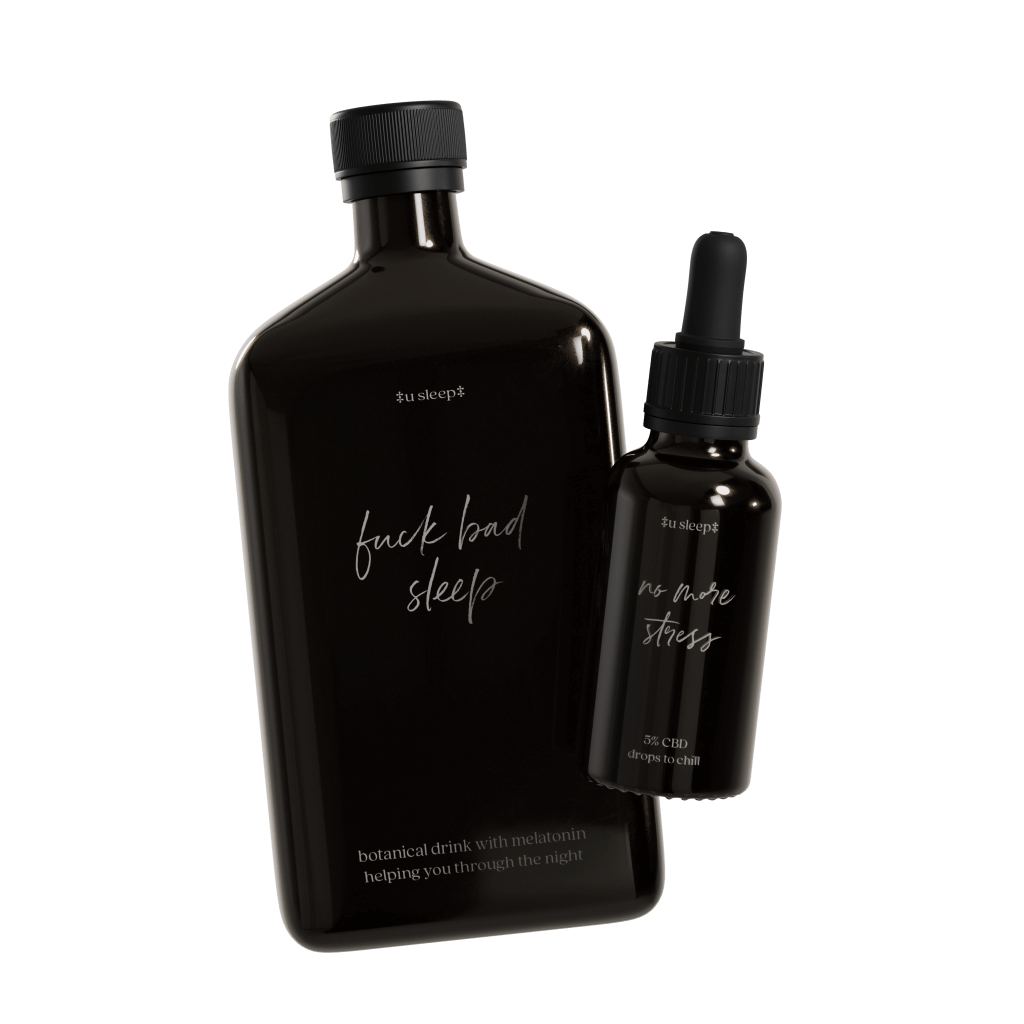 ‡u sleep‡
fuck bad
sleep
botanical drink with melatonin
helping you through the night
‡u sleep‡
no more
stress
5% CBD
drops to chill